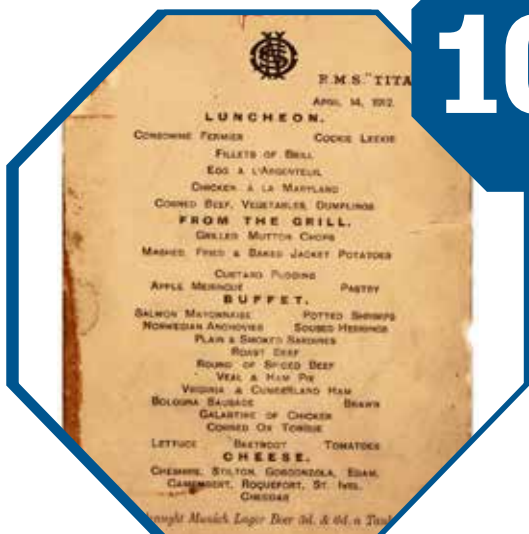 10
R.M.S. "TITA
APRIL 14, 1912.
LUNCHEON.
CONSOMMÉ FERMIER COCKIE LEEKIE
FILLETS OF BRILL
EGG À L'ARGENTEUIL
CHICKEN À LA MARYLAND
CORNED BEEF, VEGETABLES, DUMPLINGS
FROM THE GRILL.
GRILLED MUTTON CHOPS
MASHED, FRIED & BAKED JACKET POTATOES
CUSTARD PUDDING
APPLE MERINGUE PASTRY
BUFFET.
SALMON MAYONNAISE POTTED SHRIMPS
NORWEGIAN ANCHOVIES SOUSED HERRINGS
PLAIN & SMOKED SARDINES
ROAST BEEF
ROUND OF SPICED BEEF
VEAL & HAM PIE
VIRGINIA & CUMBERLAND HAM
BOLOGNA SAUSAGE BRAWN
GALANTINE OF CHICKEN
CORNED OX TONGUE
LETTUCE BEETROOT TOMATOES
CHEESE.
CHESHIRE, STILTON, GORGONZOLA, EDAM,
CAMEMBERT, ROQUEFORT, ST. IVEL,
CHEDDAR
Munich Lager Beer 3d. & 6d. a Tank